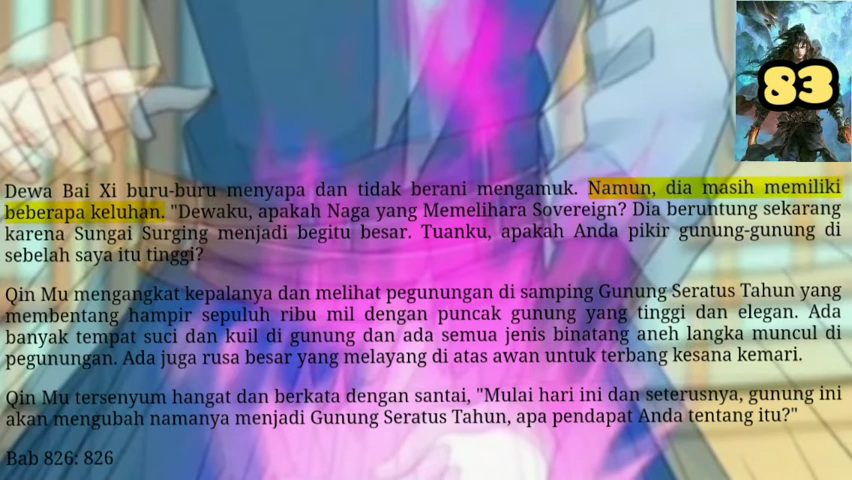 83
Dewa Bai Xi buru-buru menyapa dan tidak berani mengamuk. Namun, dia masih memiliki
beberapa keluhan. "Dewaku, apakah Naga yang Memelihara Sovereign? Dia beruntung sekarang
karena Sungai Surging menjadi begitu besar. Tuanku, apakah Anda pikir gunung-gunung di
sebelah saya itu tinggi?
Qin Mu mengangkat kepalanya dan melihat pegunungan di samping Gunung Seratus Tahun yang
membentang hampir sepuluh ribu mil dengan puncak gunung yang tinggi dan elegan. Ada
banyak tempat suci dan kuil di gunung dan ada semua jenis binatang aneh langka muncul di
pegunungan. Ada juga rusa besar yang melayang di atas awan untuk terbang kesana kemari.
Qin Mu tersenyum hangat dan berkata dengan santai, "Mulai hari ini dan seterusnya, gunung ini
akan mengubah namanya menjadi Gunung Seratus Tahun, apa pendapat Anda tentang itu?"
Bab 826: 826